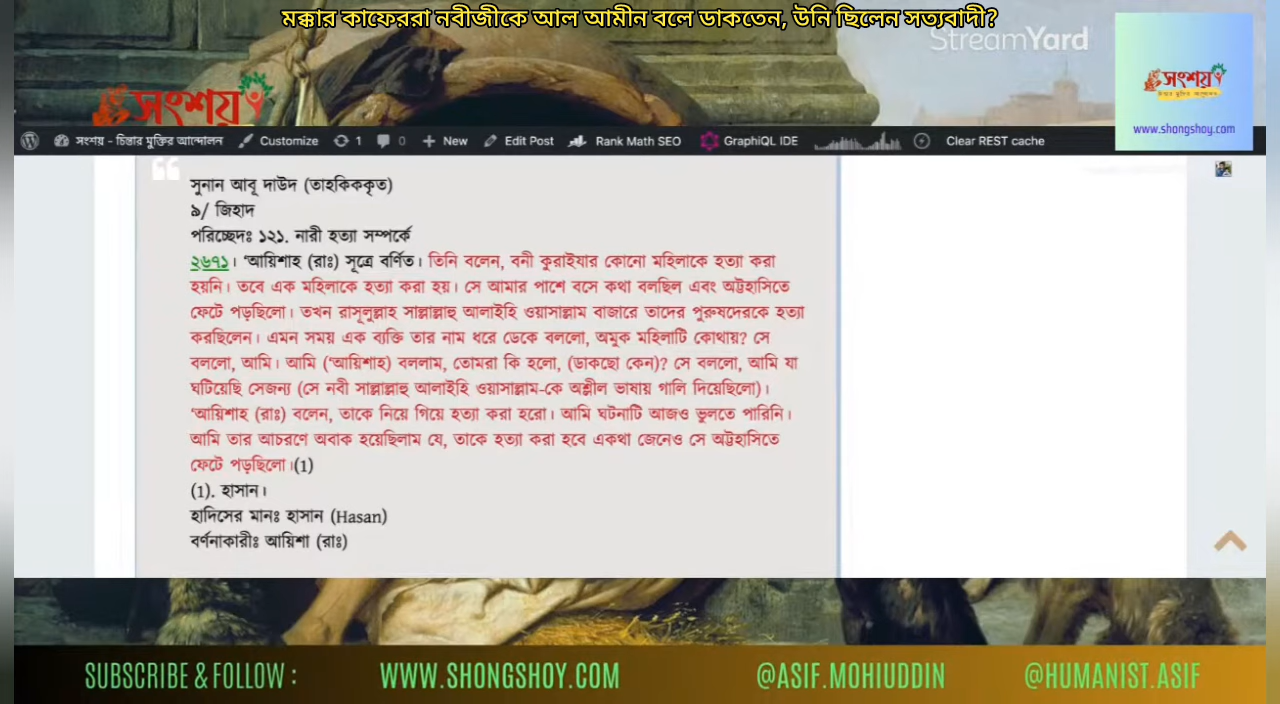 মক্কার কাফেররা নবীজীকে আল আমীন বলে ডাকতেন, উনি ছিলেন সত্যবাদী?
StreamYard
সংশয়
সংশয়
চিন্তার মুক্তির আন্দোলন
www.shongshoy.com
সংশয় - চিন্তার মুক্তির আন্দোলন Customize 1 0 New Edit Post Rank Math SEO GraphiQL IDE Clear REST cache
সুনান আবূ দাউদ (তাহকিককৃত)
৯/ জিহাদ
পরিচ্ছেদঃ ১২১. নারী হত্যা সম্পর্কে
২৬৭১। ‘আয়িশাহ (রাঃ) সূত্রে বর্ণিত। তিনি বলেন, বনী কুরাইযার কোনো মহিলাকে হত্যা করা
হয়নি। তবে এক মহিলাকে হত্যা করা হয়। সে আমার পাশে বসে কথা বলছিল এবং অট্টহাসিতে
ফেটে পড়ছিলো। তখন রাসূলুল্লাহ সাল্লাল্লাহু আলাইহি ওয়াসাল্লাম বাজারে তাদের পুরুষদেরকে হত্যা
করছিলেন। এমন সময় এক ব্যক্তি তার নাম ধরে ডেকে বললো, অমুক মহিলাটি কোথায়? সে
বললো, আমি। আমি (‘আয়িশাহ) বললাম, তোমরা কি হলো, (ডাকছো কেন)? সে বললো, আমি যা
ঘটিয়েছি সেজন্য (সে নবী সাল্লাল্লাহু আলাইহি ওয়াসাল্লাম-কে অশ্লীল ভাষায় গালি দিয়েছিলো)।
‘আয়িশাহ (রাঃ) বলেন, তাকে নিয়ে গিয়ে হত্যা করা হরো। আমি ঘটনাটি আজও ভুলতে পারিনি।
আমি তার আচরণে অবাক হয়েছিলাম যে, তাকে হত্যা করা হবে একথা জেনেও সে অট্টহাসিতে
ফেটে পড়ছিলো।(1)
(1). হাসান।
হাদিসের মানঃ হাসান (Hasan)
বর্ণনাকারীঃ আয়িশা (রাঃ)
SUBSCRIBE & FOLLOW : WWW.SHONGSHOY.COM @ASIF.MOHIUDDIN @HUMANIST.ASIF